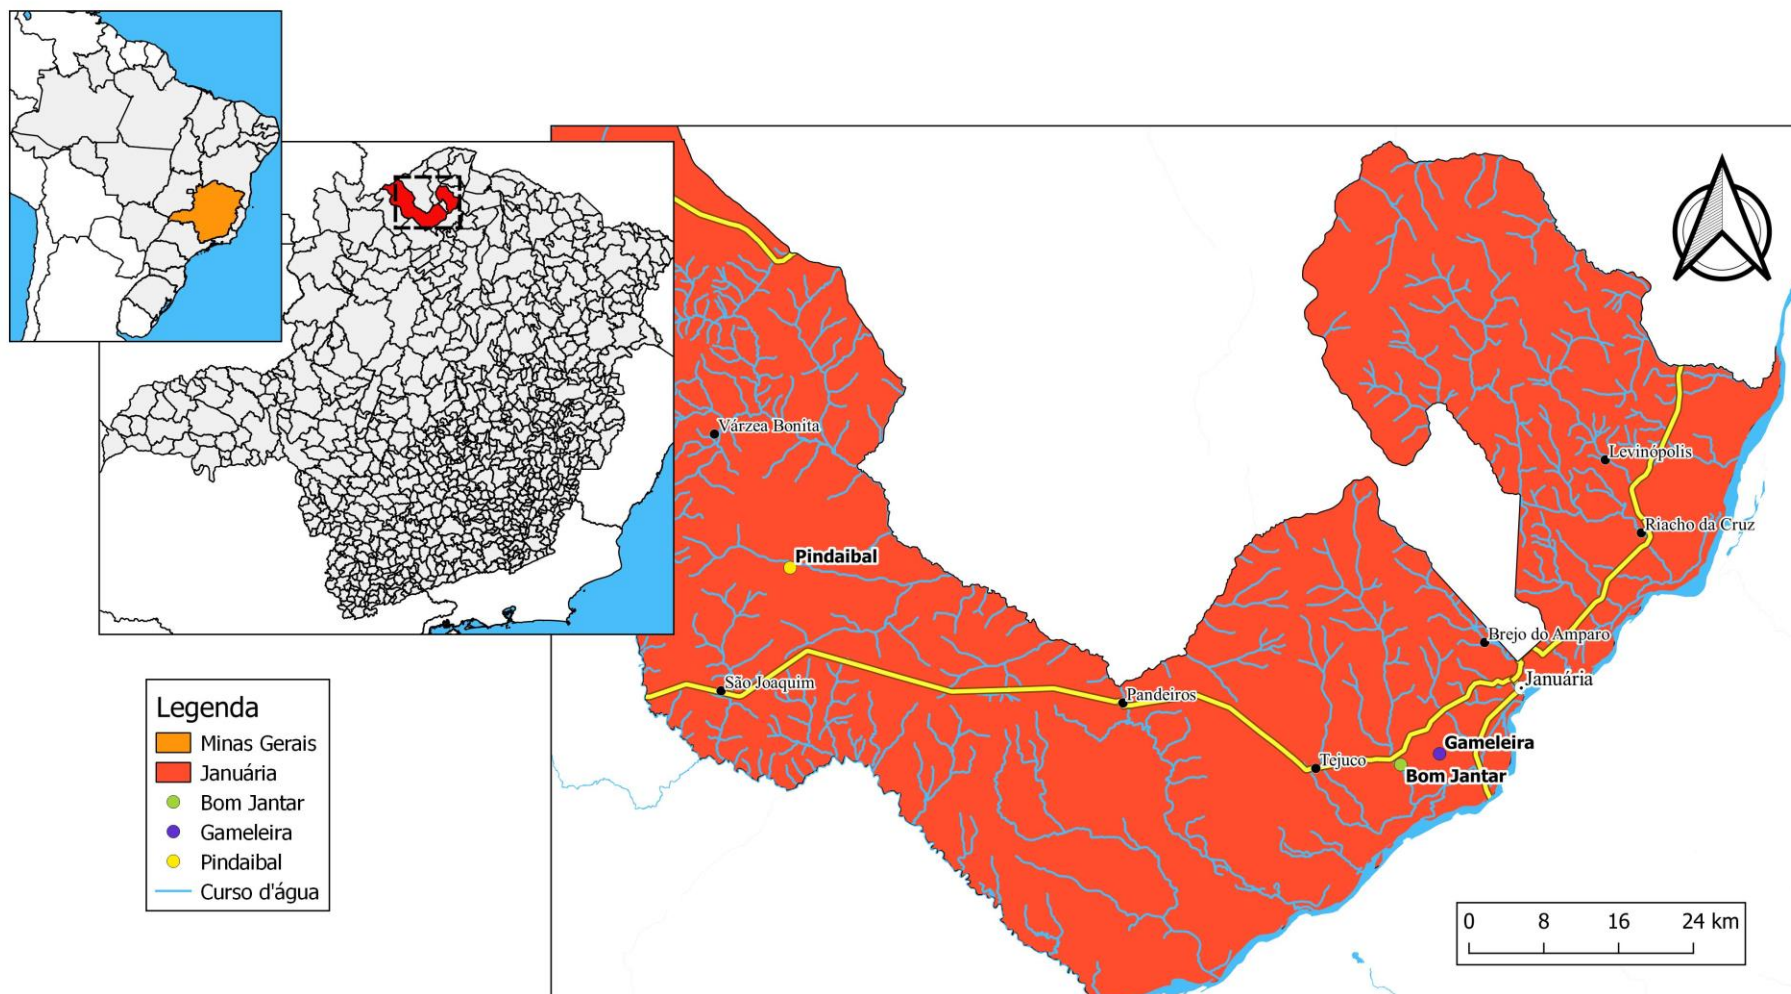 Várzea Bonita
Levinópolis
Riacho da Cruz
Pindaibal
Brejo do Amparo
São Joaquim
Pandeiros
Januária
Gameleira
Tejuco
Bom Jantar
Legenda
Minas Gerais
Januária
Bom Jantar
Gameleira
Pindaibal
Curso d'água
0 8 16 24 km